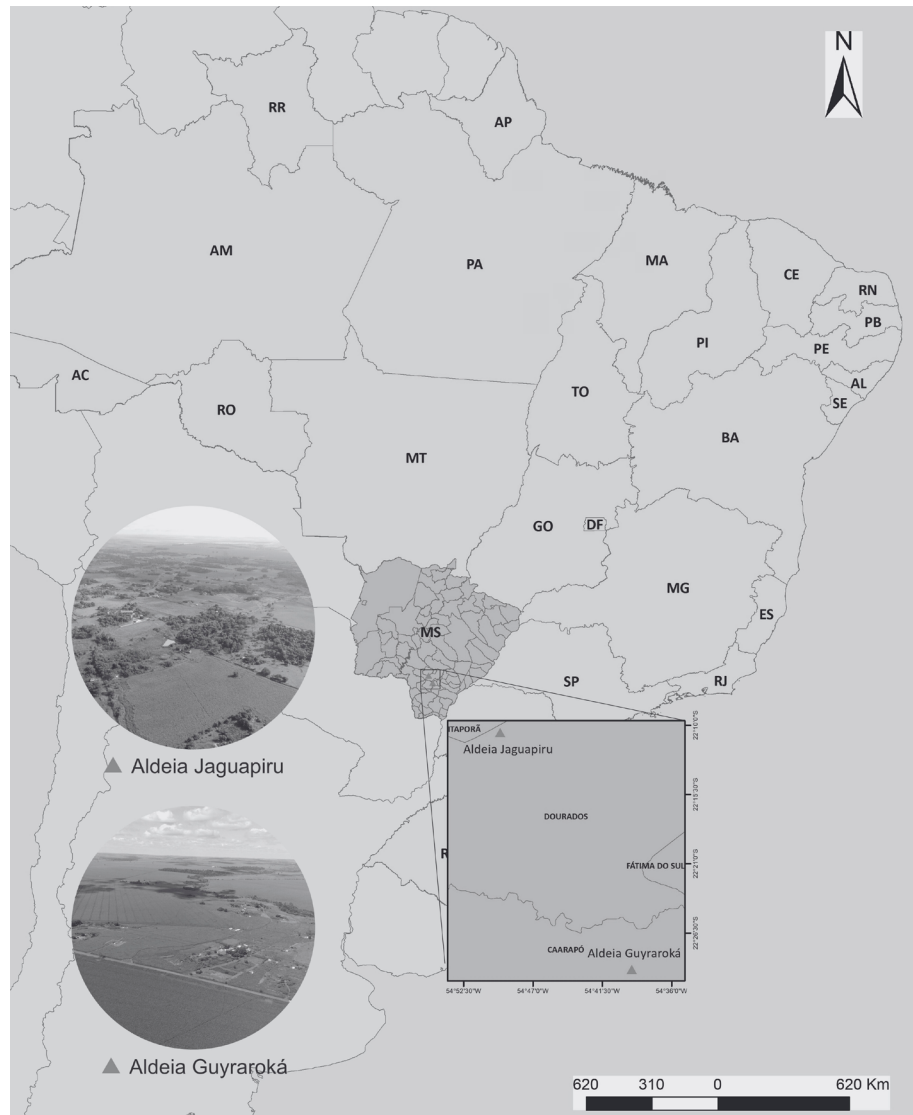 N
RR
AP
AM
PA
MA
CE
RN
PB
PI
PE
AC
TO
AL
SE
RO
BA
MT
GO
DF
MG
ES
MS
SP
RJ
ITAPORÃ
Aldeia Jaguapiru
DOURADOS
FÁTIMA DO SUL
CAARAPÓ
Aldeia Guyraroká
22°10'0"S
22°15'30"S
22°21'0"S
22°26'30"S
54°52'30"W
54°47'0"W
54°41'30"W
54°36'0"W
R
Aldeia Jaguapiru
Aldeia Guyraroká
620 310 0 620 Km